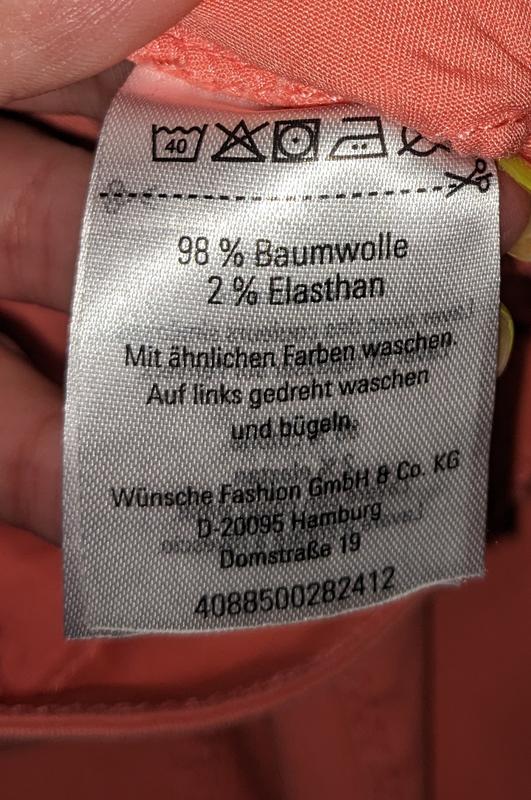 40
98 % Baumwolle
2 % Elasthan
Mit ähnlichen Farben waschen.
Auf links gedreht waschen
und bügeln.
Wünsche Fashion GmbH & Co. KG
D-20095 Hamburg
Domstraße 19
4088500282412